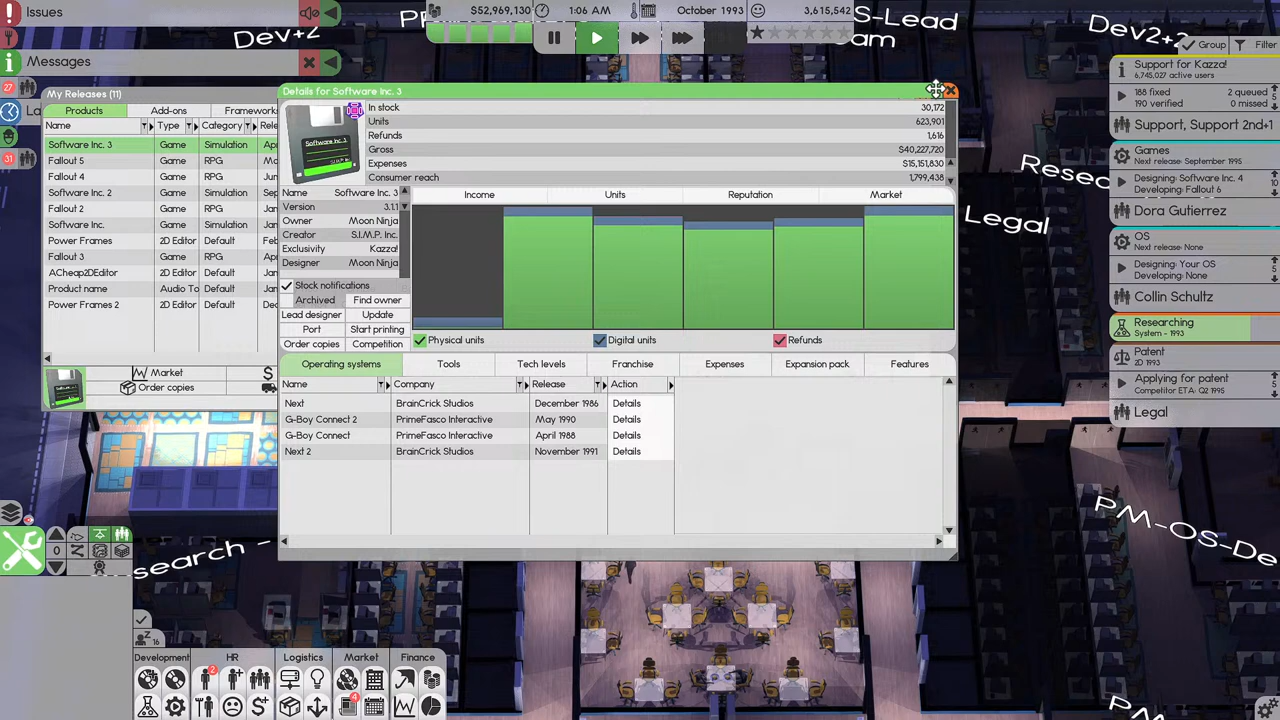 Issues
Messages
27
31
$52,969,130
1:06 AM
October 1993
3,615,542
Dev+2
S-Lead
Dev2+2
Group
Filter
My Releases (11)
Products
Add-ons
Frameworks
Name
Type
Category
Software Inc. 3
Game
Simulation
Fallout 5
Game
RPG
Fallout 4
Game
RPG
Software Inc. 2
Game
Simulation
Fallout 2
Game
RPG
Software Inc.
Game
Simulation
Power Frames
2D Editor
Default
Fallout 3
Game
RPG
ACheap2DEditor
2D Editor
Default
Product name
Audio To
Default
Power Frames 2
2D Editor
Default
Market
$
Order copies
Details for Software Inc. 3
In stock
30,172
Units
623,901
Refunds
1,616
Gross
$40,227,720
Expenses
$15,151,830
Consumer reach
1,799,438
Name
Software Inc. 3
Version
3.1.1
Owner
Moon Ninja
Creator
S.I.M.P. Inc.
Exclusivity
Kazza!
Designer
Moon Ninja
Stock notifications
Archived
Find owner
Lead designer
Update
Port
Start printing
Order copies
Competition
Income
Units
Reputation
Market
Physical units
Digital units
Refunds
Operating systems
Tools
Tech levels
Franchise
Expenses
Expansion pack
Features
Name
Company
Release
Action
Next
BrainCrick Studios
December 1986
Details
G-Boy Connect 2
PrimeFasco Interactive
May 1990
Details
G-Boy Connect
PrimeFasco Interactive
April 1988
Details
Next 2
BrainCrick Studios
November 1991
Details
Support for Kazza!
6,745,027 active users
188 fixed
2 queued
190 verified
0 missed
Support, Support 2nd+1
Games
Next release: September 1995
Designing: Software Inc. 4
Developing: Fallout 6
10
Dora Gutierrez
OS
Next release: None
Designing: Your OS
Developing: None
5
Collin Schultz
Researching
System - 1993
Patent
2D 1993
Applying for patent
Competitor ETA: Q2 1995
5
Legal
Legal
PM-OS-De
search -
0
16
Development
HR
Logistics
Market
Finance
2
4